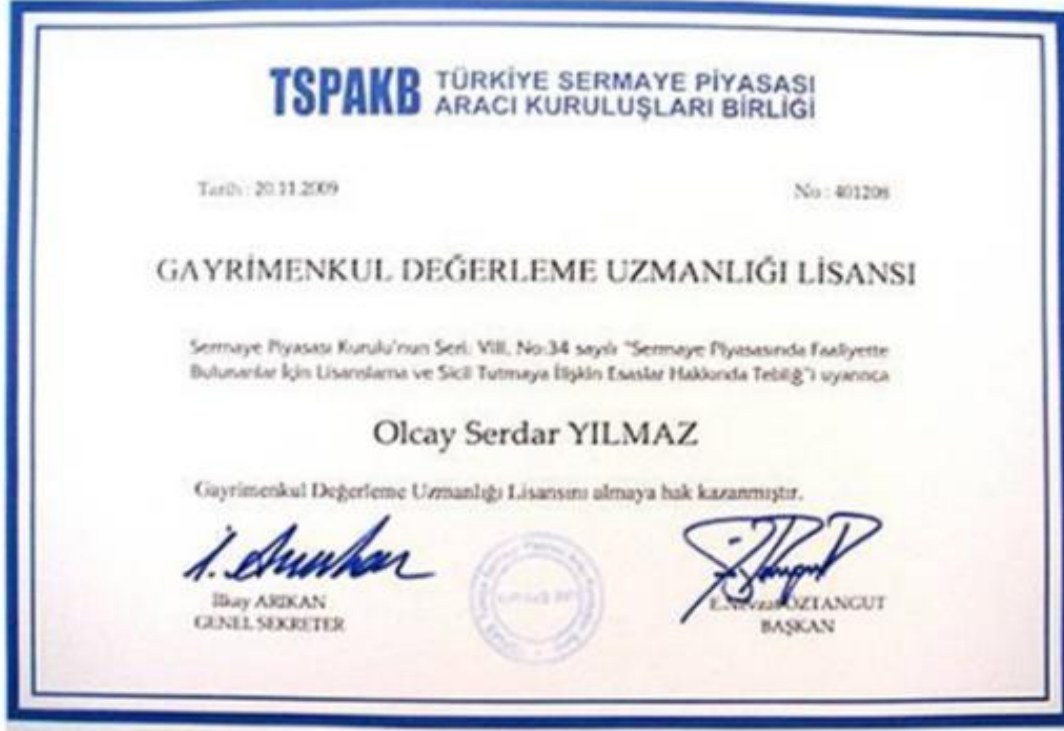 TSPAKB TÜRKİYE SERMAYE PİYASASI
ARACI KURULUŞLARI BİRLİĞİ
Tarih : 20.11.2009
No : 401208
GAYRİMENKUL DEĞERLEME UZMANLIĞI LİSANSI
Sermaye Piyasası Kurulu'nun Seri: VIII, No:34 sayılı "Sermaye Piyasasında Faaliyette
Bulunanlar İçin Lisanslama ve Sicil Tutmaya İlişkin Esaslar Hakkında Tebliğ"i uyarınca
Olcay Serdar YILMAZ
Gayrimenkul Değerleme Uzmanlığı Lisansını almaya hak kazanmıştır.
İlkay ARIKAN
GENEL SEKRETER
E.Nevzat ÖZTANGUT
BAŞKAN